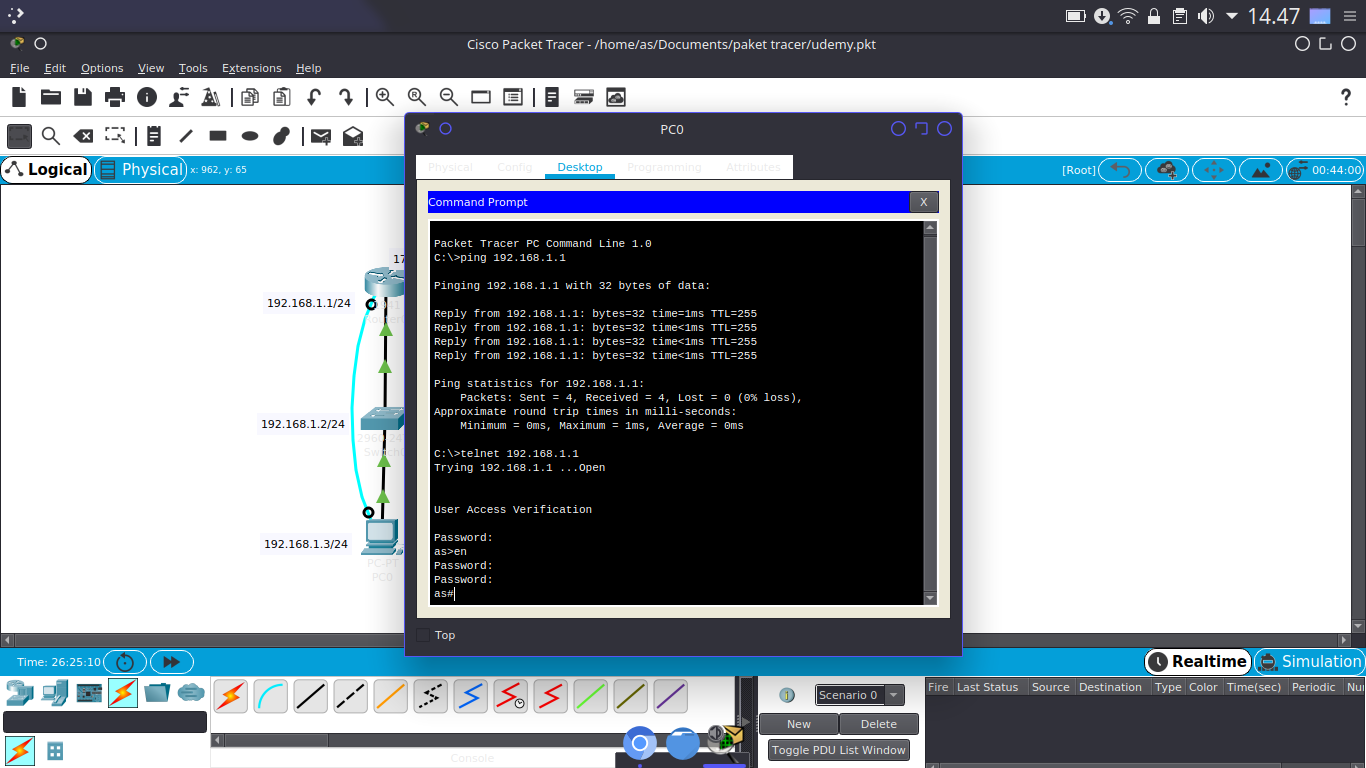 14.47
Cisco Packet Tracer - /home/as/Documents/paket tracer/udemy.pkt
File Edit Options View Tools Extensions Help
?
PC0
Logical Physical x: 962, y: 65
[Root] 00:44:00
Physical Config Desktop Programming Attributes
Command Prompt X
Packet Tracer PC Command Line 1.0
C:\>ping 192.168.1.1
Pinging 192.168.1.1 with 32 bytes of data:
Reply from 192.168.1.1: bytes=32 time=1ms TTL=255
Reply from 192.168.1.1: bytes=32 time<1ms TTL=255
Reply from 192.168.1.1: bytes=32 time<1ms TTL=255
Reply from 192.168.1.1: bytes=32 time<1ms TTL=255
Ping statistics for 192.168.1.1:
Packets: Sent = 4, Received = 4, Lost = 0 (0% loss),
Approximate round trip times in milli-seconds:
Minimum = 0ms, Maximum = 1ms, Average = 0ms
C:\>telnet 192.168.1.1
Trying 192.168.1.1 ...Open
User Access Verification
Password:
as>en
Password:
Password:
as#
Top
17
192.168.1.1/24
192.168.1.2/24
192.168.1.3/24
PC-PT
PC0
Time: 26:25:10
Realtime Simulation
Scenario 0
New Delete
Toggle PDU List Window
Fire Last Status Source Destination Type Color Time(sec) Periodic Nu
Console